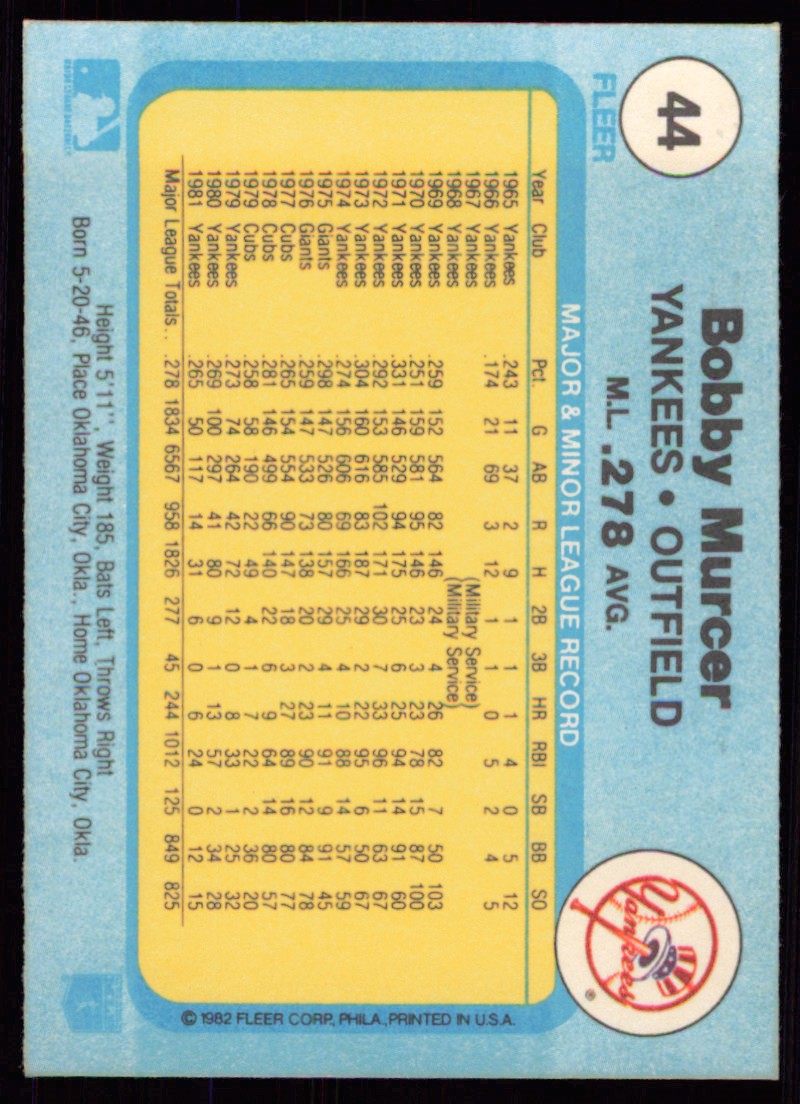 44
FLEER
Bobby Murcer
YANKEES • OUTFIELD
M.L. .278 AVG.
Yankees
MAJOR & MINOR LEAGUE RECORD
Year Club Pct. G AB R H 2B 3B HR RBI SB BB SO
1965 Yankees .243 11 37 2 9 1 1 1 4 0 5 12
1966 Yankees .174 21 69 3 12 1 1 0 5 2 4 5
1967 Yankees (Military Service)
1968 Yankees (Military Service)
1969 Yankees .259 152 564 82 146 24 4 26 82 7 50 103
1970 Yankees .251 159 581 95 146 23 3 23 78 15 87 100
1971 Yankees .331 146 529 94 175 25 6 25 94 14 91 60
1972 Yankees .292 153 585 102 171 30 7 33 96 11 63 67
1973 Yankees .304 160 616 83 187 29 2 22 95 6 50 67
1974 Yankees .274 156 606 69 166 25 4 10 88 14 57 59
1975 Giants .298 147 526 80 157 29 4 11 91 9 91 45
1976 Giants .259 147 533 73 138 20 2 23 90 12 84 78
1977 Cubs .265 154 554 90 147 18 3 27 89 16 80 77
1978 Cubs .281 146 499 66 140 22 6 9 64 14 80 57
1979 Cubs .258 58 190 22 49 4 1 7 22 2 36 20
1979 Yankees .273 74 264 42 72 12 0 8 33 1 25 32
1980 Yankees .269 100 297 41 80 9 1 13 57 2 34 28
1981 Yankees .265 50 117 14 31 6 0 6 24 0 12 15
Major League Totals . . .278 1834 6567 958 1826 277 45 244 1012 125 849 825
© 1982 FLEER CORP., PHILA., PRINTED IN U.S.A.
Height 5'11", Weight 185, Bats Left, Throws Right
Born 5-20-46, Place Oklahoma City, Okla., Home Oklahoma City, Okla.